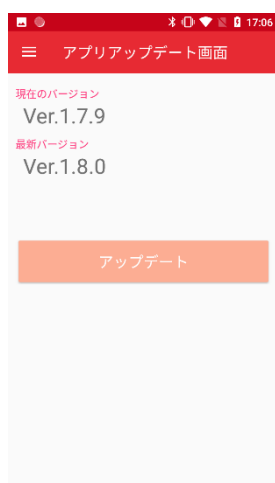 17:06
アプリアップデート画面
現在のバージョン
Ver.1.7.9
最新バージョン
Ver.1.8.0
アップデート